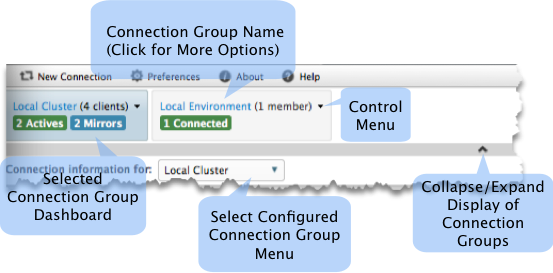 Connection Group Name
(Click for More Options)
New Connection
Preferences
About
Help
Local Cluster (4 clients)
2 Actives
2 Mirrors
Local Environment (1 member)
1 Connected
Control
Menu
Connection information for:
Local Cluster
Selected
Connection Group
Dashboard
Select Configured
Connection Group
Menu
Collapse/Expand
Display of
Connection
Groups